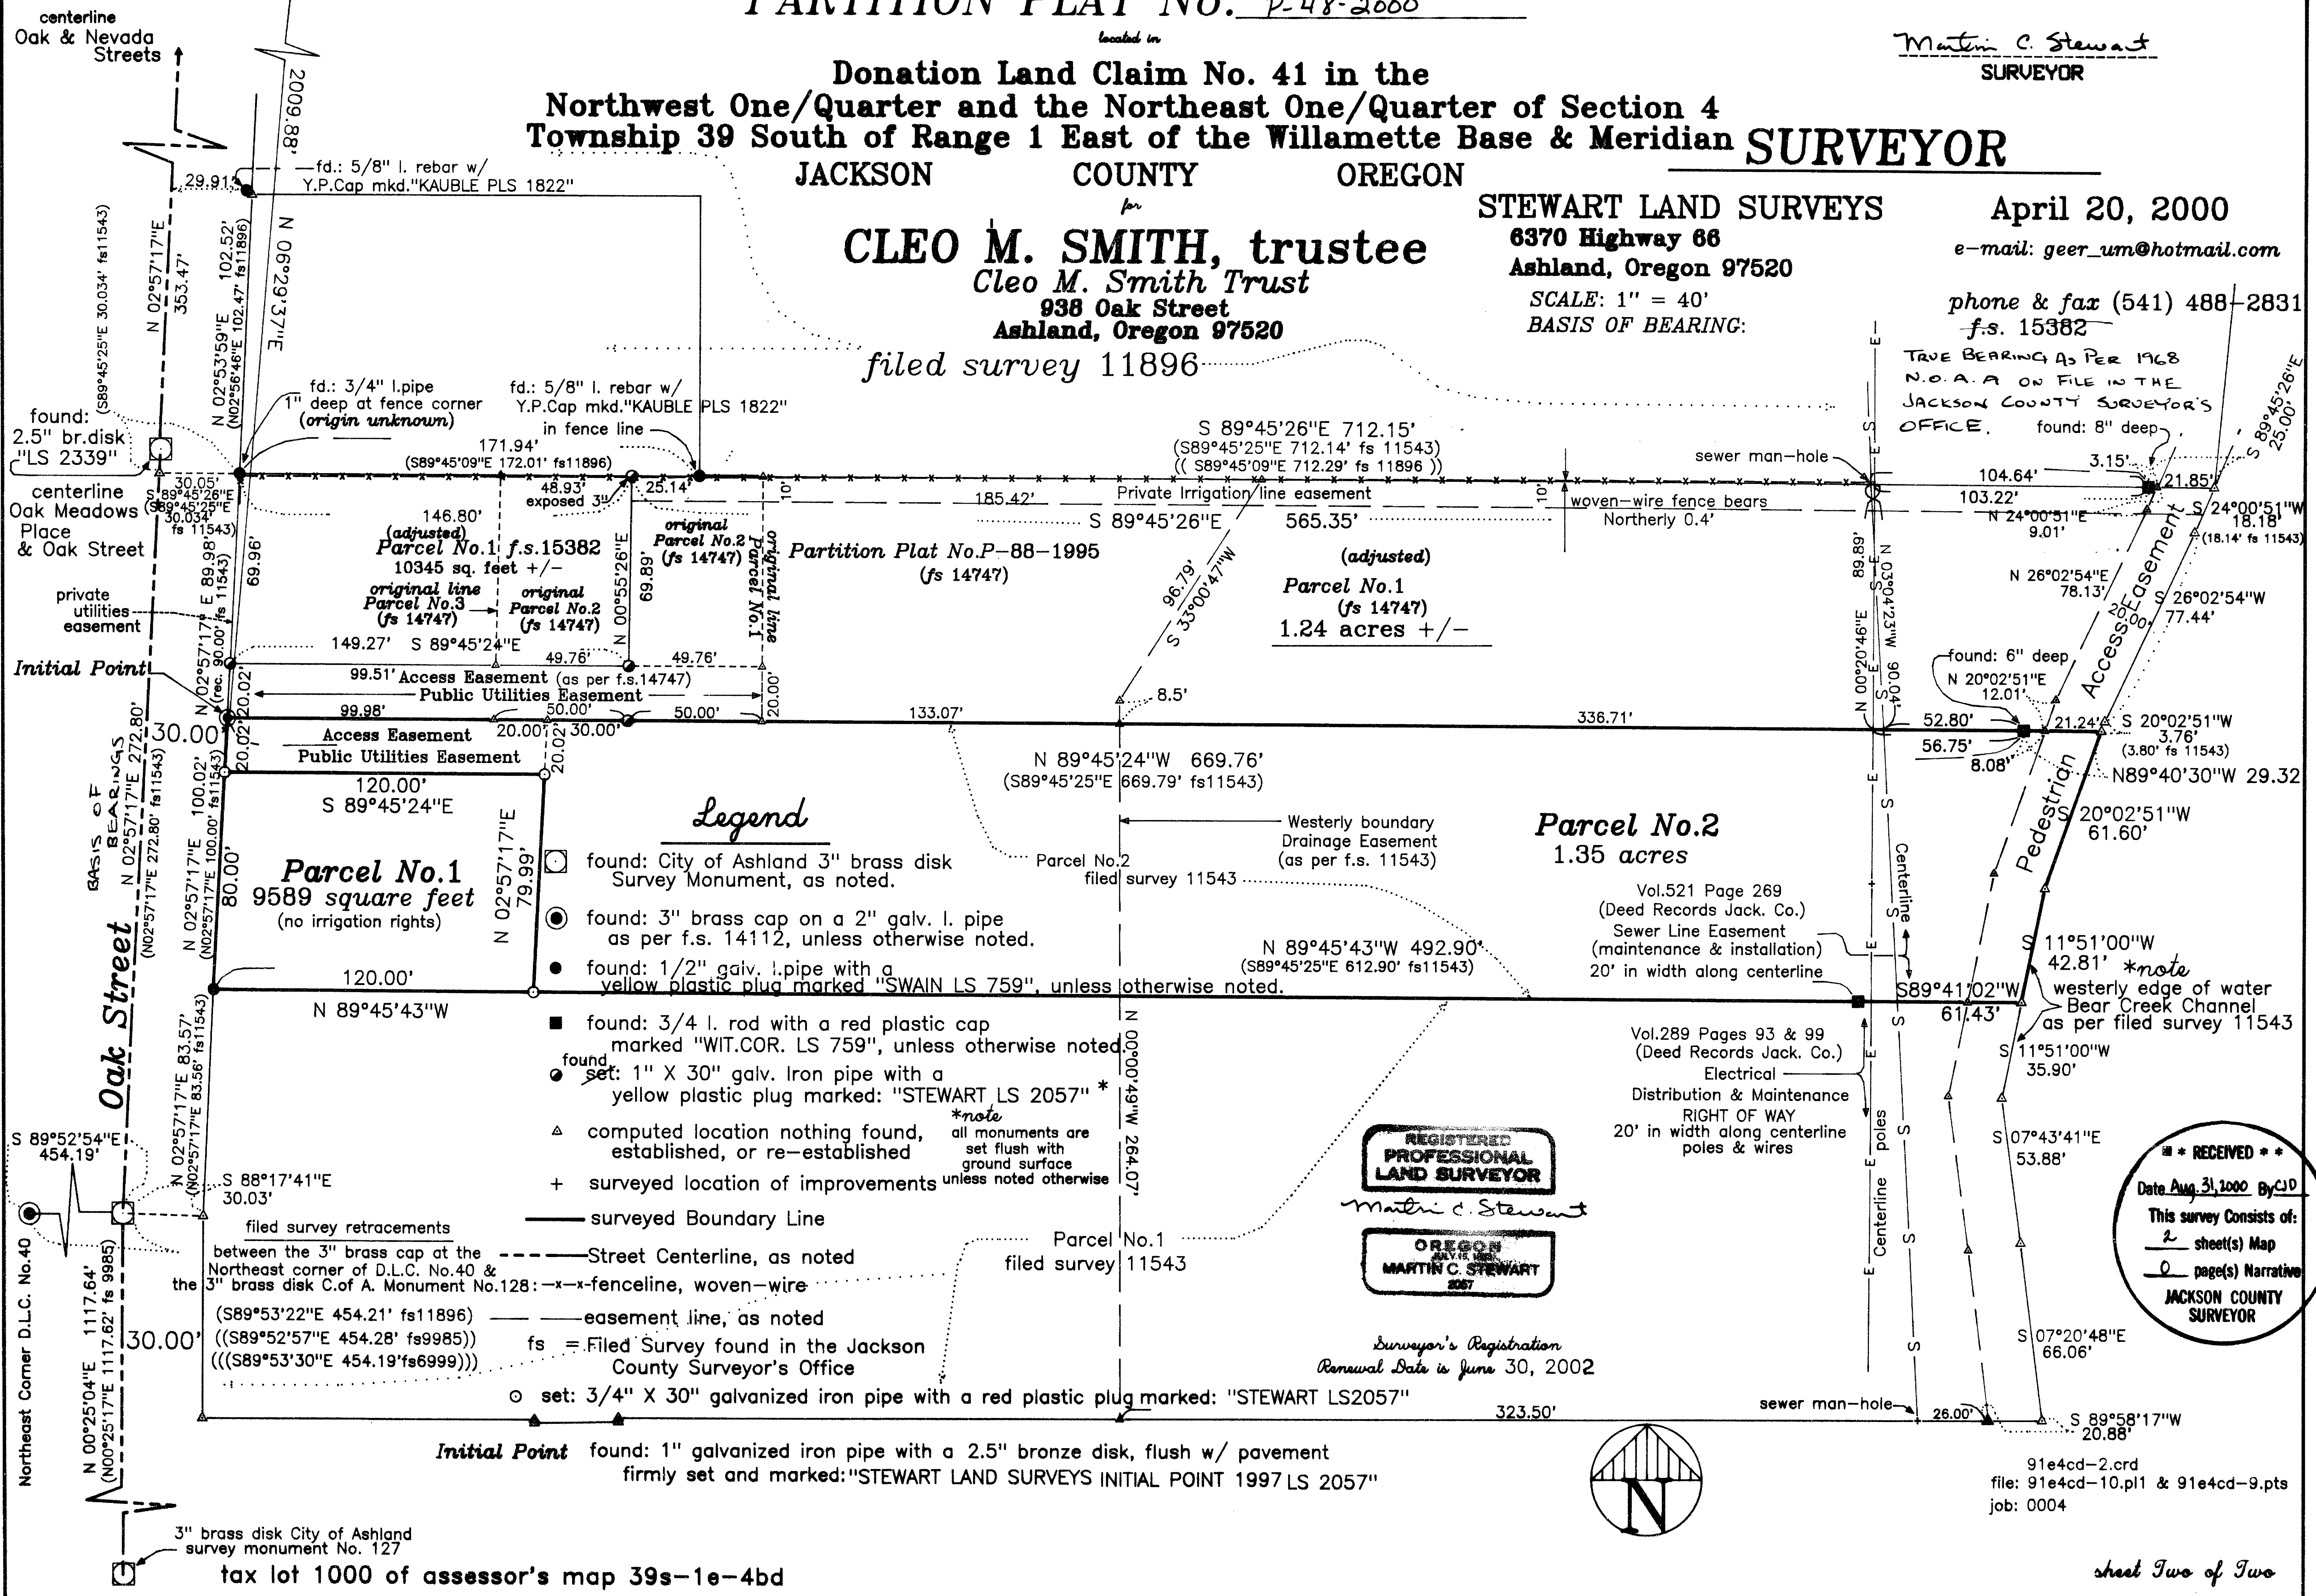 PARTITION PLAT No. P-48-2000
located in
Donation Land Claim No. 41 in the
Northwest One/Quarter and the Northeast One/Quarter of Section 4
Township 39 South of Range 1 East of the Willamette Base & Meridian
JACKSON COUNTY OREGON
for
CLEO M. SMITH, trustee
Cleo M. Smith Trust
938 Oak Street
Ashland, Oregon 97520
filed survey 11896
Martin C. Stewart
SURVEYOR
SURVEYOR
STEWART LAND SURVEYS
6370 Highway 66
Ashland, Oregon 97520
SCALE: 1" = 40'
BASIS OF BEARING:
April 20, 2000
e-mail: geer_um@hotmail.com
phone & fax (541) 488-2831
f.s. 15382
TRUE BEARING AS PER 1968
N.O.A.A ON FILE IN THE
JACKSON COUNTY SURVEYOR'S
OFFICE.
centerline
Oak & Nevada
Streets
2009.88'
N 06°29'37"E
29.91'
fd.: 5/8" I. rebar w/
Y.P.Cap mkd."KAUBLE PLS 1822"
(S89°45'25"E 30.034' fs11543)
N 02°57'17"E
353.47'
N 02°53'59"E 102.52'
(N02°56'46"E 102.47' fs11896)
found:
2.5" br.disk
"LS 2339"
fd.: 3/4" I.pipe
1" deep at fence corner
(origin unknown)
fd.: 5/8" I. rebar w/
Y.P.Cap mkd."KAUBLE PLS 1822"
in fence line
171.94'
(S89°45'09"E 172.01' fs11896)
S 89°45'26"E 712.15'
(S89°45'25"E 712.14' fs 11543)
(( S89°45'09"E 712.29' fs 11896 ))
sewer man-hole
found: 8" deep
S 89°45'26"E
25.00'
3.15'
104.64'
103.22'
21.85'
30.05'
S 89°45'26"E
(S89°45'25"E
30.034'
fs 11543)
centerline
Oak Meadows
Place
& Oak Street
48.93'
exposed 3"
25.14'
10'
185.42'
Private Irrigation line easement
10'
woven-wire fence bears
Northerly 0.4'
S 89°45'26"E 565.35'
N 24°00'51"E
9.01'
S 24°00'51"W
18.18'
(18.14' fs 11543)
146.80'
(adjusted)
Parcel No.1 f.s.15382
10345 sq. feet +/-
original line
Parcel No.3
(fs 14747)
original
Parcel No.2
(fs 14747)
N 00°55'26"E
69.89'
original
Parcel No.2
(fs 14747)
original line
Parcel No.1
Partition Plat No.P-88-1995
(fs 14747)
96.79'
S 33°00'47"W
(adjusted)
Parcel No.1
(fs 14747)
1.24 acres +/-
89.89'
N 00°20'46"E
N 03°04'23"W 90.04'
N 26°02'54"E
78.13'
20.00'
S 26°02'54"W
77.44'
Access Easement
private
utilities
easement
N 02°57'17" E 89.98'
(rec. 90.00' fs 11543)
69.96'
149.27' S 89°45'24"E
49.76'
49.76'
Initial Point
20.02'
99.51' Access Easement (as per f.s.14747)
Public Utilities Easement
20.00'
8.5'
found: 6" deep
N 20°02'51"E
12.01'
99.98'
50.00'
50.00'
133.07'
336.71'
52.80'
21.24'
S 20°02'51"W
3.76'
(3.80' fs 11543)
30.00'
20.02'
Access Easement
Public Utilities Easement
20.00'
30.00'
20.02'
N 89°45'24"W 669.76'
(S89°45'25"E 669.79' fs11543)
56.75'
8.08'
N89°40'30"W 29.32
120.00'
S 89°45'24"E
BASIS OF
BEARINGS
N 02°57'17"E 272.80'
(N02°57'17"E 272.80' fs11543)
N 02°57'17"E 100.02'
(N02°57'17"E 100.00' fs11543)
80.00'
Parcel No.1
9589 square feet
(no irrigation rights)
N 02°57'17"E
79.99'
120.00'
N 89°45'43"W
Oak Street
Legend
found: City of Ashland 3" brass disk
Survey Monument, as noted.
found: 3" brass cap on a 2" galv. I. pipe
as per f.s. 14112, unless otherwise noted.
found: 1/2" galv. I.pipe with a
yellow plastic plug marked "SWAIN LS 759", unless otherwise noted.
found: 3/4 I. rod with a red plastic cap
marked "WIT.COR. LS 759", unless otherwise noted.
found
set: 1" X 30" galv. Iron pipe with a
yellow plastic plug marked: "STEWART LS 2057" *
computed location nothing found,
established, or re-established
*note
all monuments are
set flush with
ground surface
unless noted otherwise
+ surveyed location of improvements
surveyed Boundary Line
Street Centerline, as noted
-x-x-fenceline, woven-wire
easement line, as noted
fs = Filed Survey found in the Jackson
County Surveyor's Office
set: 3/4" X 30" galvanized iron pipe with a red plastic plug marked: "STEWART LS2057"
Westerly boundary
Drainage Easement
(as per f.s. 11543)
Parcel No.2
filed survey 11543
Parcel No.2
1.35 acres
Vol.521 Page 269
(Deed Records Jack. Co.)
Sewer Line Easement
(maintenance & installation)
20' in width along centerline
Centerline
Pedestrian
S 20°02'51"W
61.60'
N 89°45'43"W 492.90'
(S89°45'25"E 612.90' fs11543)
S 11°51'00"W
42.81' *note
westerly edge of water
Bear Creek Channel
as per filed survey 11543
S89°41'02"W
61.43'
N 00°00'49"W 264.07'
Vol.289 Pages 93 & 99
(Deed Records Jack. Co.)
Electrical
Distribution & Maintenance
RIGHT OF WAY
20' in width along centerline
poles & wires
Centerline poles
S 11°51'00"W
35.90'
S 07°43'41"E
53.88'
S 07°20'48"E
66.06'
N 02°57'17"E 83.57'
(N02°57'17"E 83.56' fs11543)
S 89°52'54"E
454.19'
S 88°17'41"E
30.03'
filed survey retracements
between the 3" brass cap at the
Northeast corner of D.L.C. No.40 &
the 3" brass disk C.of A. Monument No.128:
(S89°53'22"E 454.21' fs11896)
((S89°52'57"E 454.28' fs9985))
(((S89°53'30"E 454.19'fs6999)))
Northeast Corner D.L.C. No.40
N 00°25'04"E 1117.64'
(N00°25'17"E 1117.62' fs 9985)
30.00'
Parcel No.1
filed survey 11543
REGISTERED
PROFESSIONAL
LAND SURVEYOR
Martin C. Stewart
OREGON
MARTIN C. STEWART
2057
Surveyor's Registration
Renewal Date is June 30, 2002
* RECEIVED * *
Date Aug. 31, 2000 By CJD
This survey Consists of:
2 sheet(s) Map
0 page(s) Narrative
JACKSON COUNTY
SURVEYOR
323.50'
sewer man-hole
26.00'
S 89°58'17"W
20.88'
Initial Point found: 1" galvanized iron pipe with a 2.5" bronze disk, flush w/ pavement
firmly set and marked:"STEWART LAND SURVEYS INITIAL POINT 1997 LS 2057"
N
91e4cd-2.crd
file: 91e4cd-10.pl1 & 91e4cd-9.pts
job: 0004
3" brass disk City of Ashland
survey monument No. 127
tax lot 1000 of assessor's map 39s-1e-4bd
sheet Two of Two